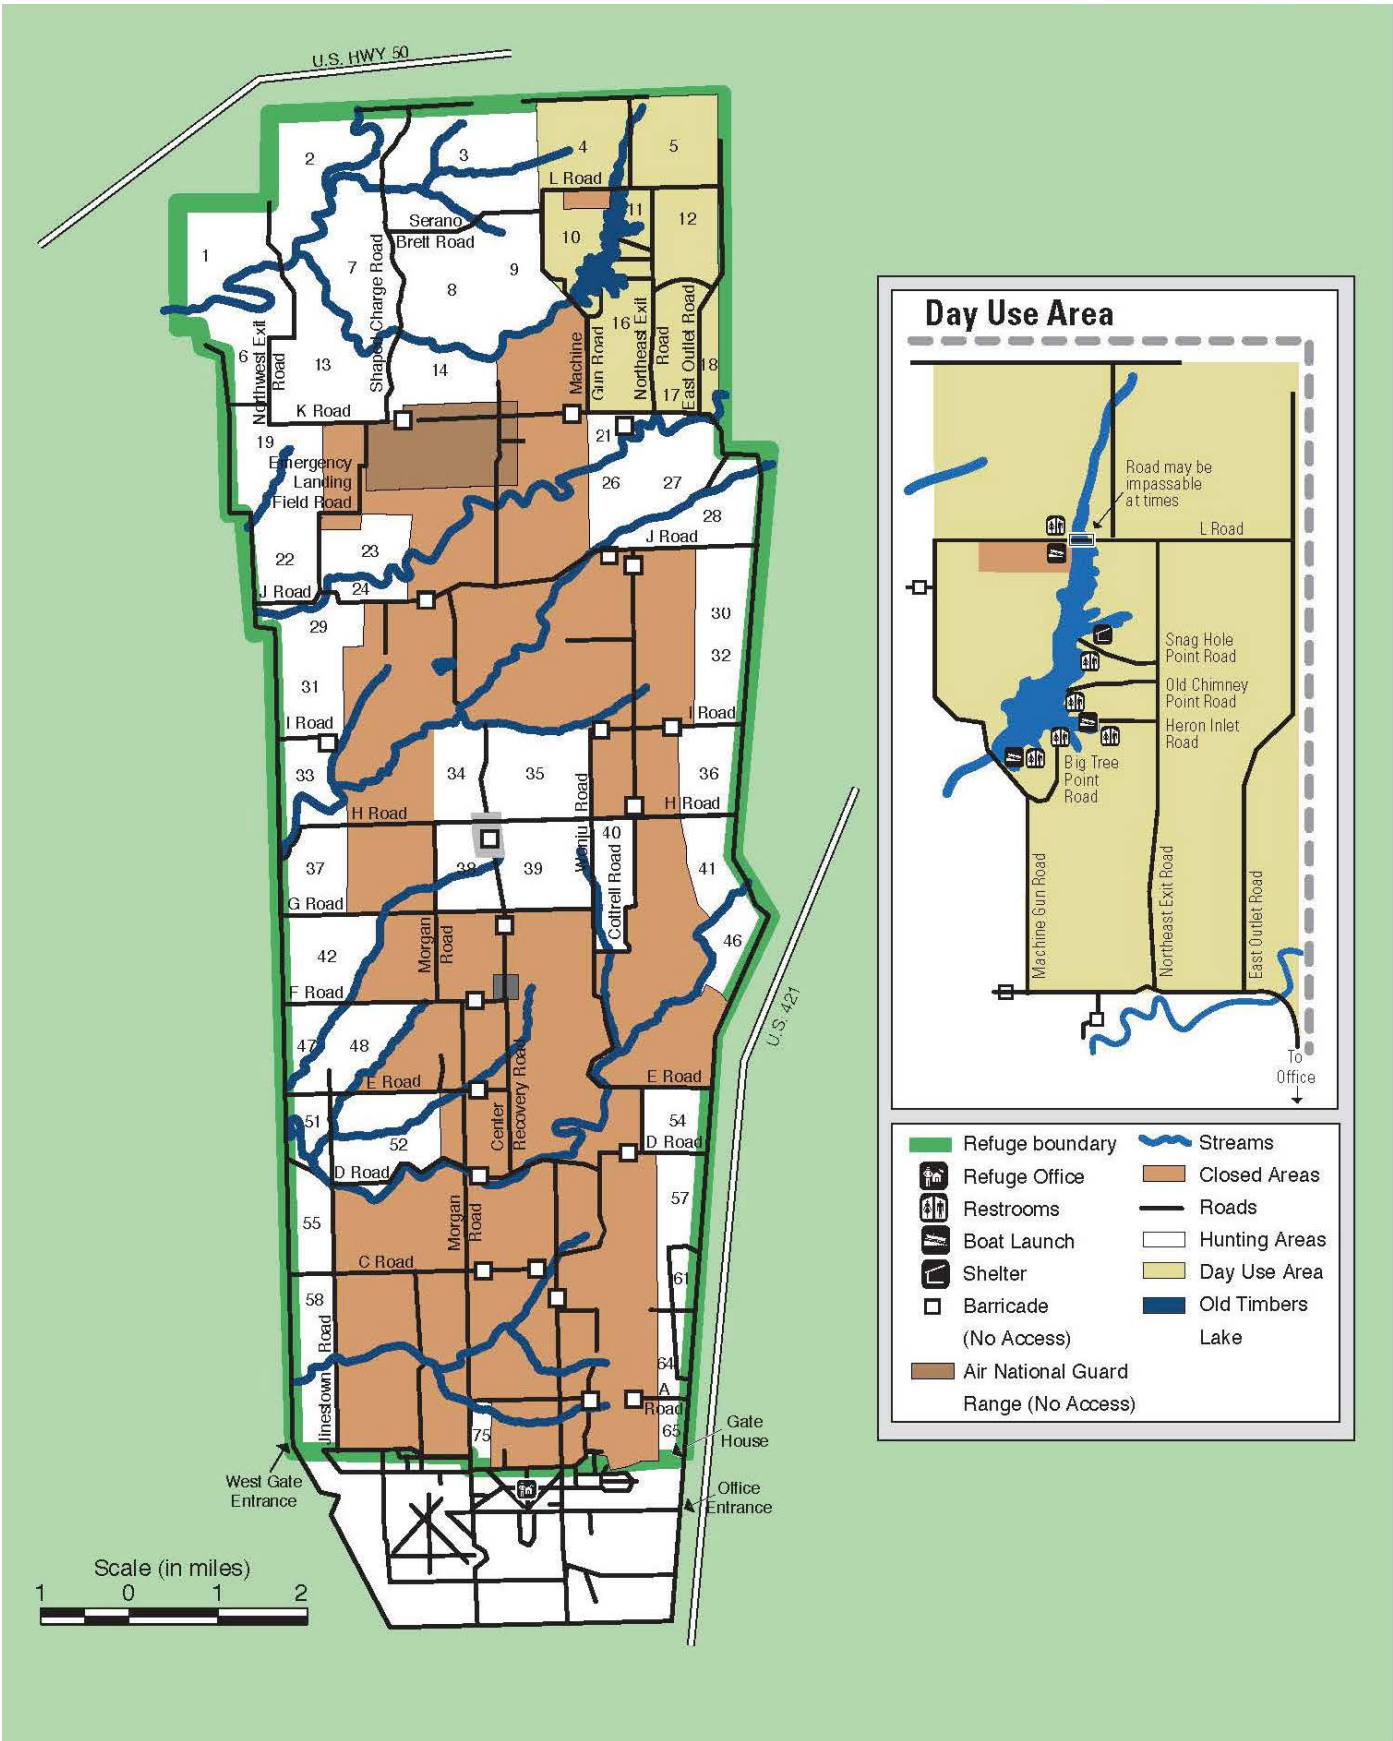 U.S. HWY 50
2
3
4
5
L Road
11
12
Serano
Brett Road
10
1
7
8
9
Shaped Charge Road
16
Northeast Exit
Road
East Outlet Road
18
17
Machine
Gun Road
6
13
14
Northwest Exit
Road
K Road
19
21
Emergency
Landing
Field Road
26
27
28
22
23
24
J Road
J Road
29
30
31
32
I Road
I Road
33
34
35
36
H Road
H Road
Wonju Road
37
38
39
40
41
Cottrell Road
G Road
Morgan
Road
42
46
F Road
U.S. 421
47
48
E Road
E Road
Center
Recovery Road
51
52
54
D Road
D Road
55
Morgan
Road
57
C Road
58
61
Jinestown Road
64
A
Road
65
75
Gate
House
West Gate
Entrance
Office
Entrance
Scale (in miles)
1 0 1 2
Day Use Area
Road may be
impassable
at times
L Road
Snag Hole
Point Road
Old Chimney
Point Road
Heron Inlet
Road
Big Tree
Point
Road
Machine Gun Road
Northeast Exit Road
East Outlet Road
To
Office
Refuge boundary
Refuge Office
Restrooms
Boat Launch
Shelter
Barricade
(No Access)
Air National Guard
Range (No Access)
Streams
Closed Areas
Roads
Hunting Areas
Day Use Area
Old Timbers
Lake